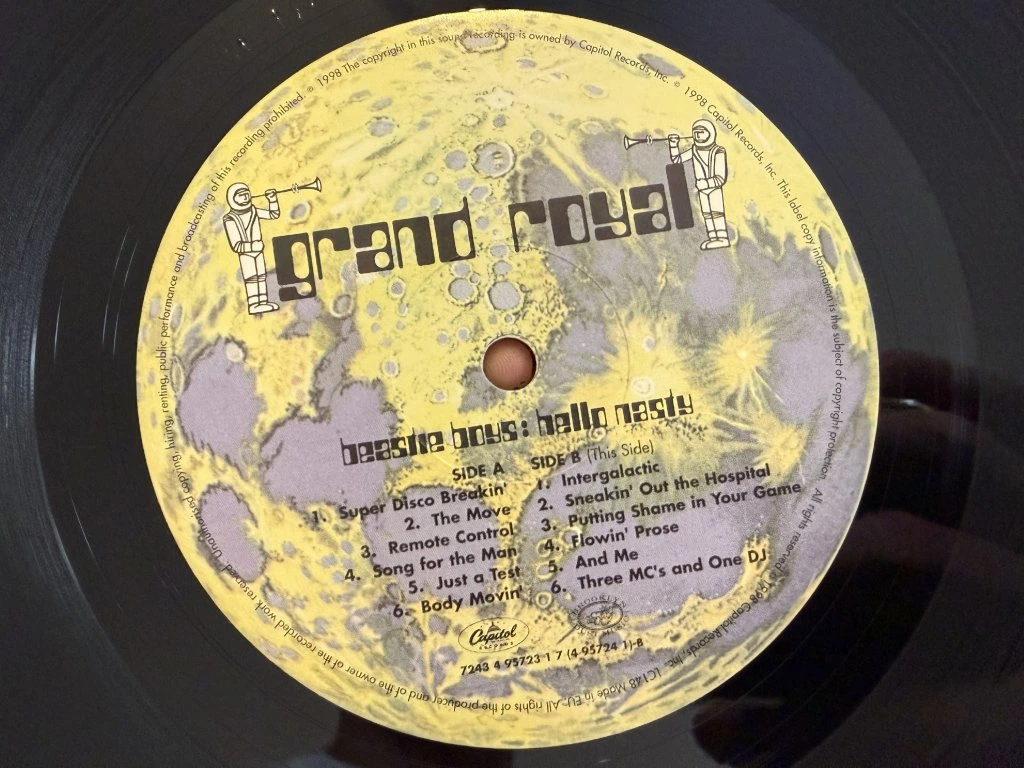 Unauthorised copying, hiring, renting, public performance and broadcasting of this recording prohibited. ℗ 1998 The copyright in this sound recording is owned by Capitol Records, Inc. © 1998 Capitol Records, Inc. This label copy information is the subject of copyright protection. All rights reserved. © 1998 Capitol Records, Inc. LC148 Made in EU. All rights of the producer and of the owner of the recorded work reserved.
grand royal
beastie boys: hello nasty
SIDE A
1. Super Disco Breakin'
2. The Move
3. Remote Control
4. Song for the Man
5. Just a Test
6. Body Movin'
SIDE B (This Side)
1. Intergalactic
2. Sneakin' Out the Hospital
3. Putting Shame in Your Game
4. Flowin' Prose
5. And Me
6. Three MC's and One DJ
Capitol
RECORDS
BROOKLYN
7243 4 95723 1 7 (4 95724 1)-B